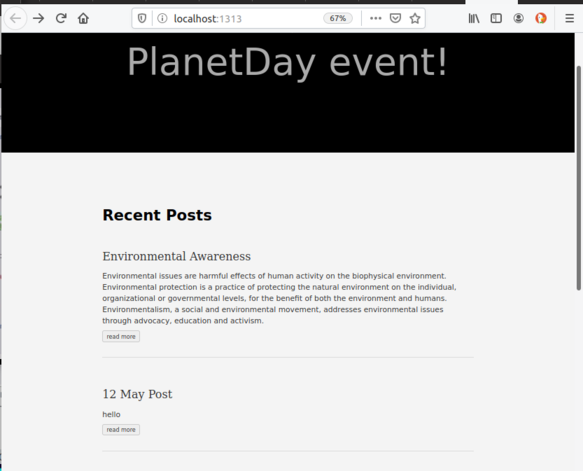 localhost:1313
67%
PlanetDay event!
Recent Posts
Environmental Awareness
Environmental issues are harmful effects of human activity on the biophysical environment.
Environmental protection is a practice of protecting the natural environment on the individual,
organizational or governmental levels, for the benefit of both the environment and humans.
Environmentalism, a social and environmental movement, addresses environmental issues
through advocacy, education and activism.
read more
12 May Post
hello
read more